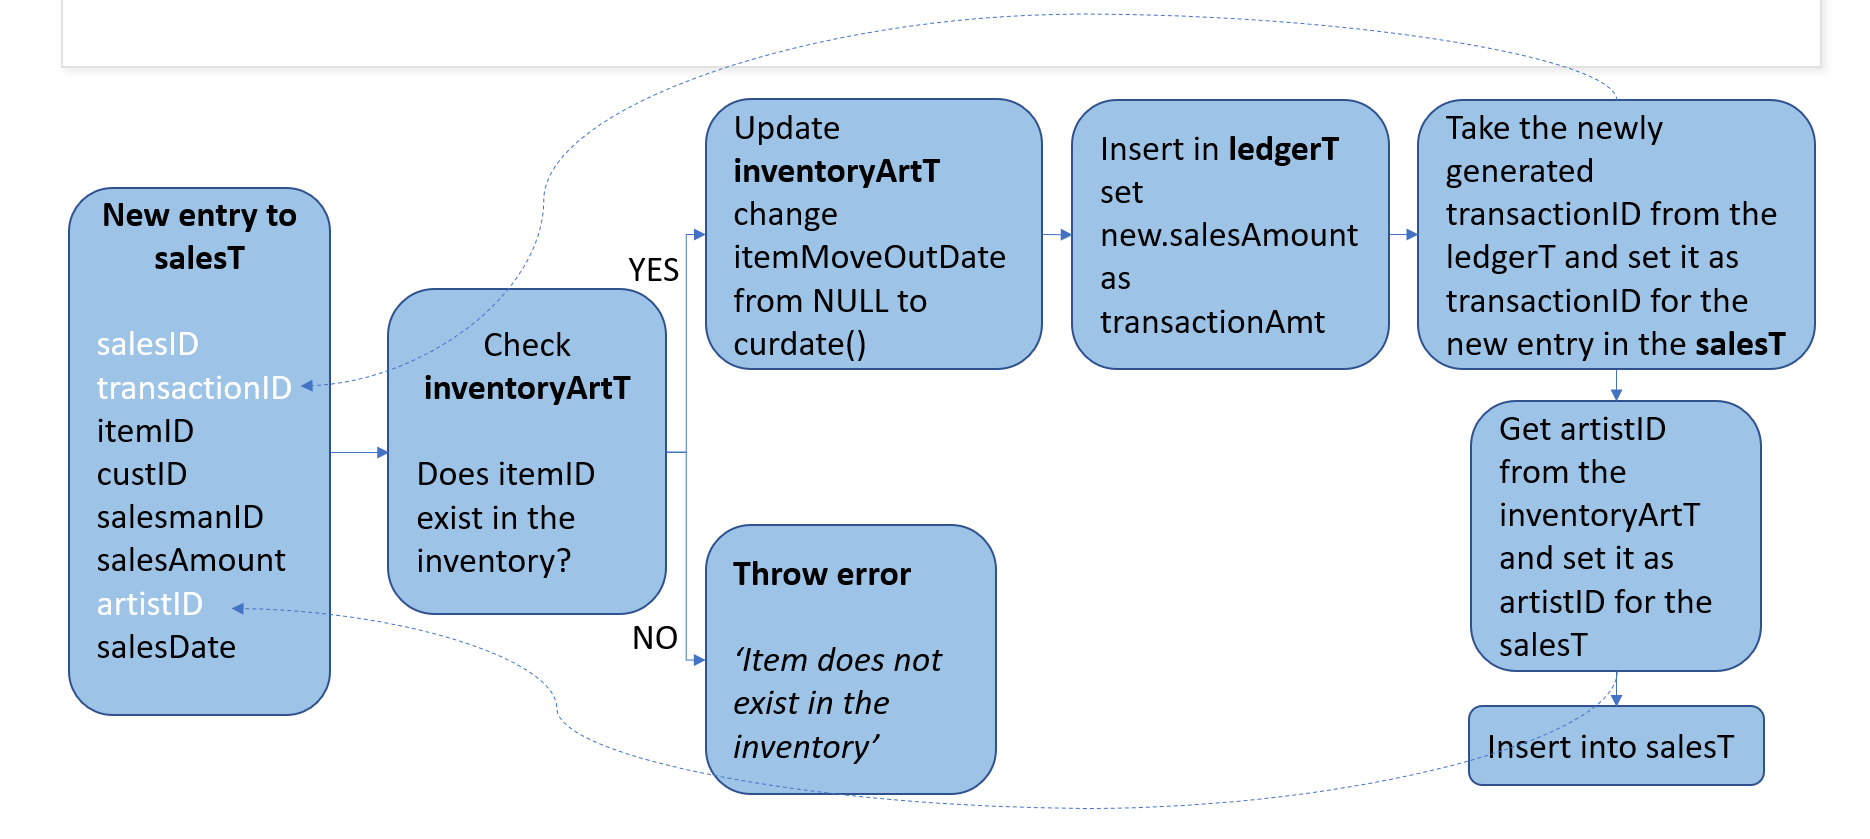 New entry to
salesT
salesID
transactionID
itemID
custID
salesmanID
salesAmount
artistID
salesDate
Check
inventoryArtT
Does itemID
exist in the
inventory?
YES
NO
Update
inventoryArtT
change
itemMoveOutDate
from NULL to
curdate()
Throw error
‘Item does not
exist in the
inventory’
Insert in ledgerT
set
new.salesAmount
as
transactionAmt
Take the newly
generated
transactionID from the
ledgerT and set it as
transactionID for the
new entry in the salesT
Get artistID
from the
inventoryArtT
and set it as
artistID for the
salesT
Insert into salesT